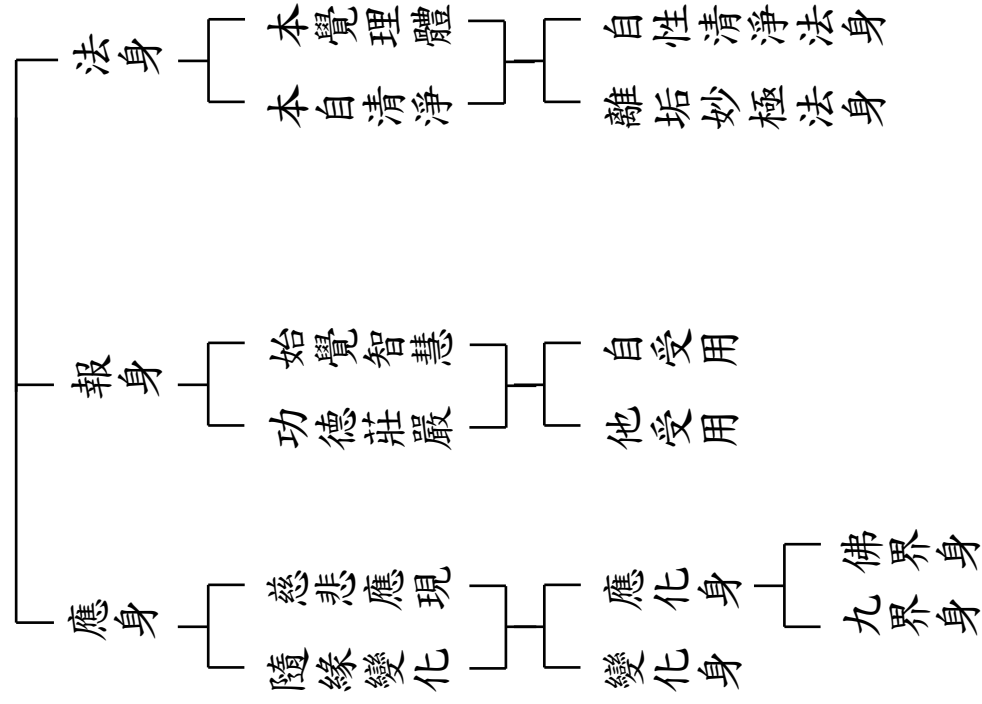 法身
本覺理體
本自清淨
自性清淨法身
離垢妙極法身
報身
始覺智慧
功德莊嚴
自受用
他受用
應身
慈悲應現
隨緣變化
應化身
變化身
佛界身
九界身